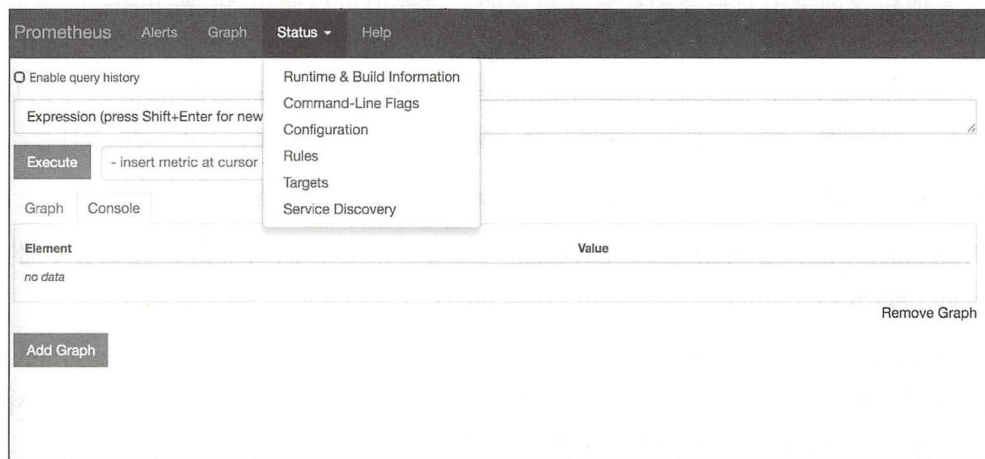 Prometheus Alerts Graph Status Help
Enable query history
Runtime & Build Information
Command-Line Flags
Configuration
Rules
Targets
Service Discovery
Expression (press Shift+Enter for new
Execute - insert metric at cursor -
Graph Console
Element Value
no data
Remove Graph
Add Graph